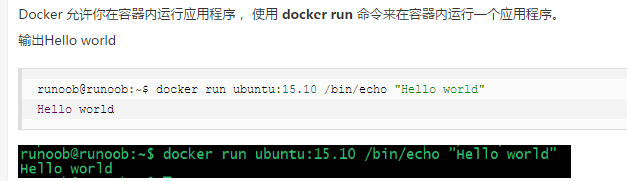 Docker 允许你在容器内运行应用程序， 使用 docker run 命令来在容器内运行一个应用程序。
输出Hello world
runoob@runoob:~$ docker run ubuntu:15.10 /bin/echo "Hello world"
Hello world
runoob@runoob:~$ docker run ubuntu:15.10 /bin/echo "Hello world"
Hello world